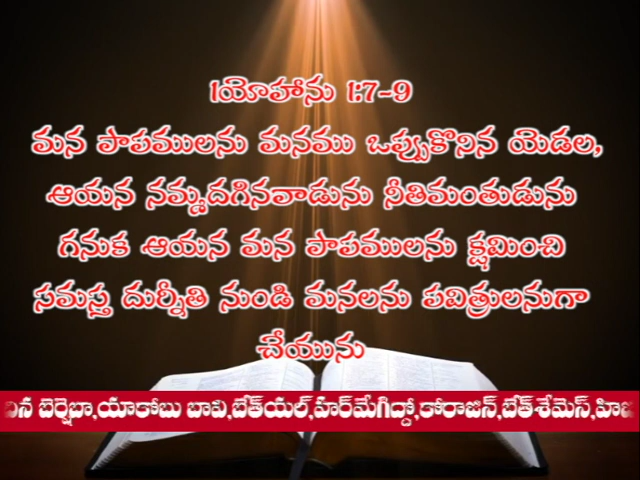 1యోహాను 1:7-9
మన పాపములను మనము ఒప్పుకొనిన యెడల,
ఆయన నమ్మదగినవాడును నీతిమంతుడును
గనుక ఆయన మన పాపములను క్షమించి
సమస్త దుర్నీతి నుండి మనలను పవిత్రులనుగా
చేయును
బెర్షెబా,యాకోబు బావి,బేత్‌యల్,హర్‌మేగిద్దో,కోరాజిన్,బేత్‌శేమెస్,